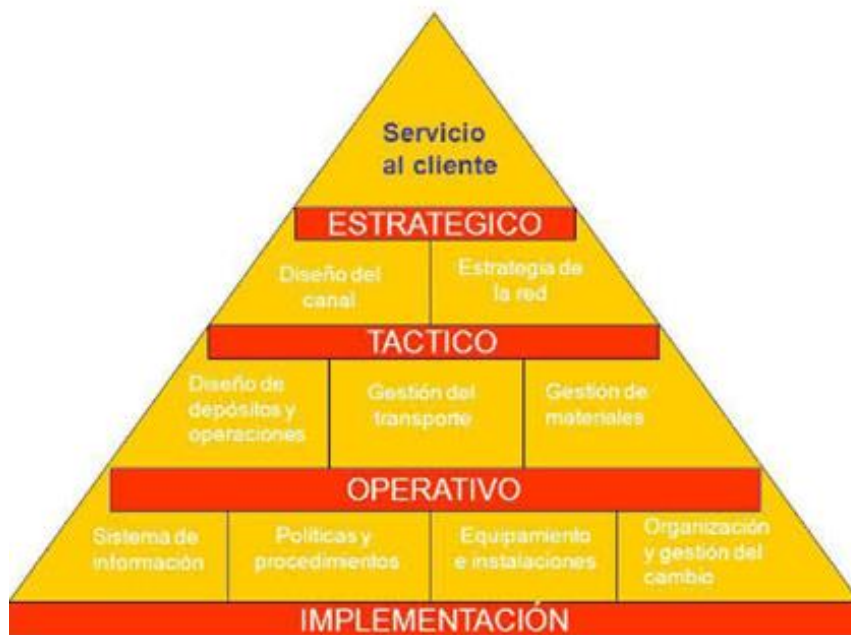 Servicio
al cliente
ESTRATEGICO
Diseño del
canal
Estrategia de
la red
TACTICO
Diseño de
depósitos y
operaciones
Gestión del
transporte
Gestión de
materiales
OPERATIVO
Sistema de
información
Políticas y
procedimientos
Equipamiento
e instalaciones
Organización
y gestión del
cambio
IMPLEMENTACIÓN